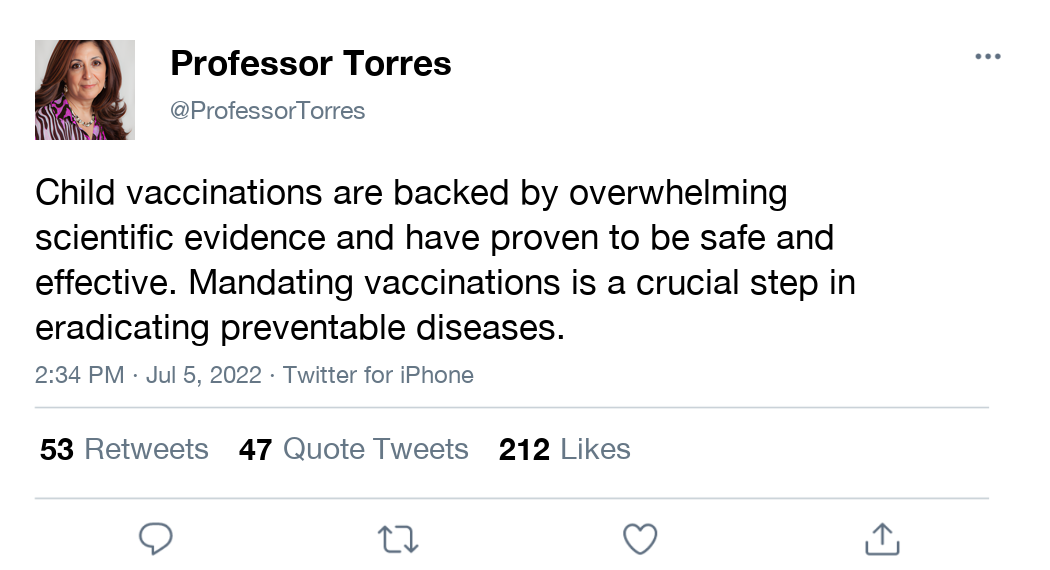 Professor Torres
@ProfessorTorres
Child vaccinations are backed by overwhelming
scientific evidence and have proven to be safe and
effective. Mandating vaccinations is a crucial step in
eradicating preventable diseases.
2:34 PM · Jul 5, 2022 · Twitter for iPhone
53 Retweets 47 Quote Tweets 212 Likes